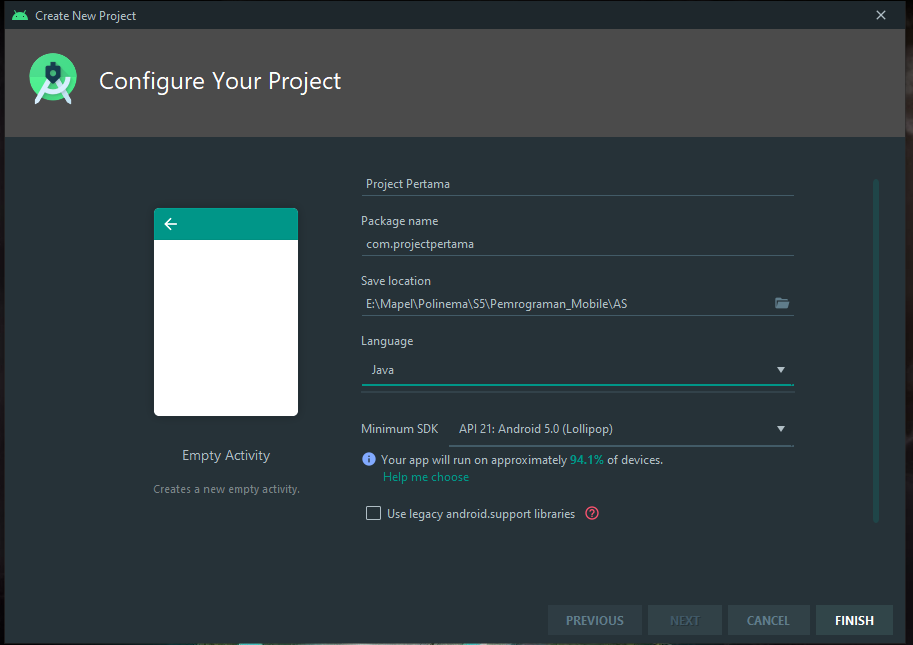 Create New Project
Configure Your Project
Project Pertama
Package name
com.projectpertama
Save location
E:\Mapel\Polinema\S5\Pemrograman_Mobile\AS
Language
Java
Minimum SDK
API 21: Android 5.0 (Lollipop)
Your app will run on approximately 94.1% of devices.
Help me choose
Use legacy android.support libraries
Empty Activity
Creates a new empty activity.
PREVIOUS
NEXT
CANCEL
FINISH